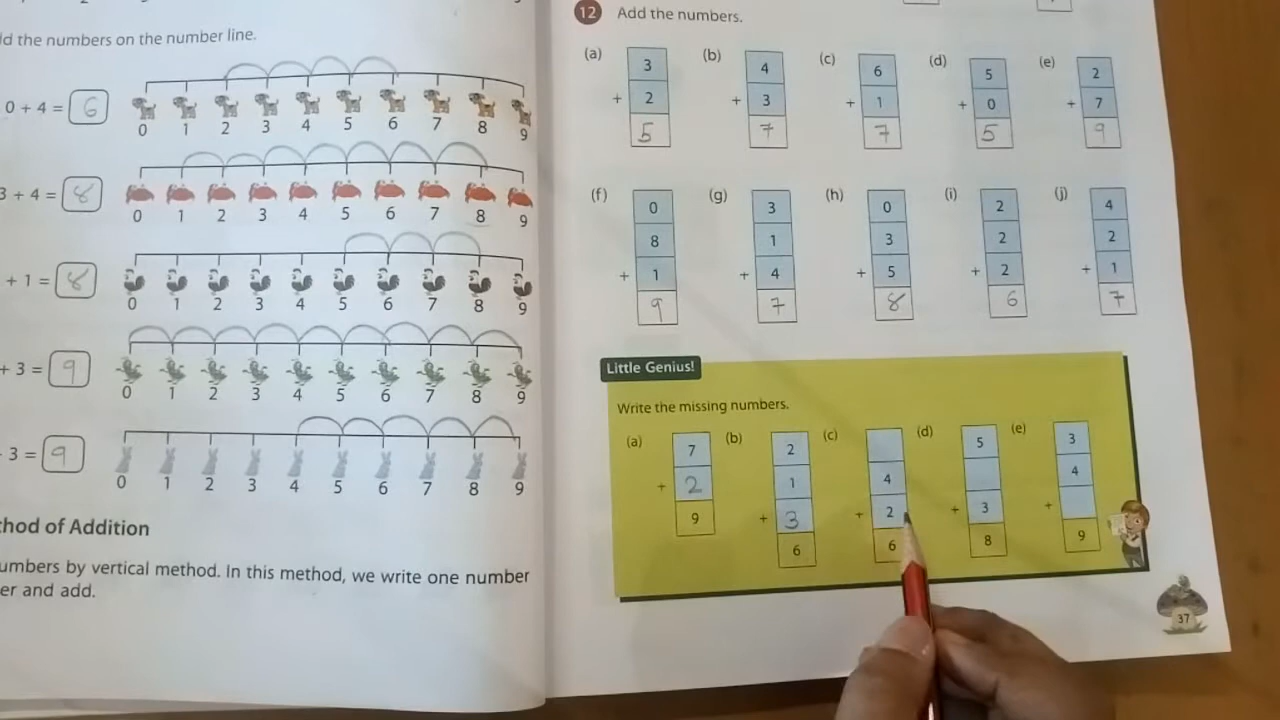 dd the numbers on the number line.
0 + 4 = 6
0 1 2 3 4 5 6 7 8 9
3 + 4 = 8
0 1 2 3 4 5 6 7 8 9
+ 1 = 8
0 1 2 3 4 5 6 7 8 9
+ 3 = 9
0 1 2 3 4 5 6 7 8 9
3 = 9
0 1 2 3 4 5 6 7 8 9
thod of Addition
umbers by vertical method. In this method, we write one number
er and add.
12 Add the numbers.
(a) 3 (b) 4 (c) 6 (d) 5 (e) 2
+ 2 + 3 + 1 + 0 + 7
5 7 7 5 9
(f) 0 (g) 3 (h) 0 (i) 2 (j) 4
8 1 3 2 2
+ 1 + 4 + 5 + 2 + 1
9 7 8 6 7
Little Genius!
Write the missing numbers.
(a) 7 (b) 2 (c) (d) 5 (e) 3
+ 2 1 4 4
9 + 3 + 2 + 3 +
6 6 8 9
37